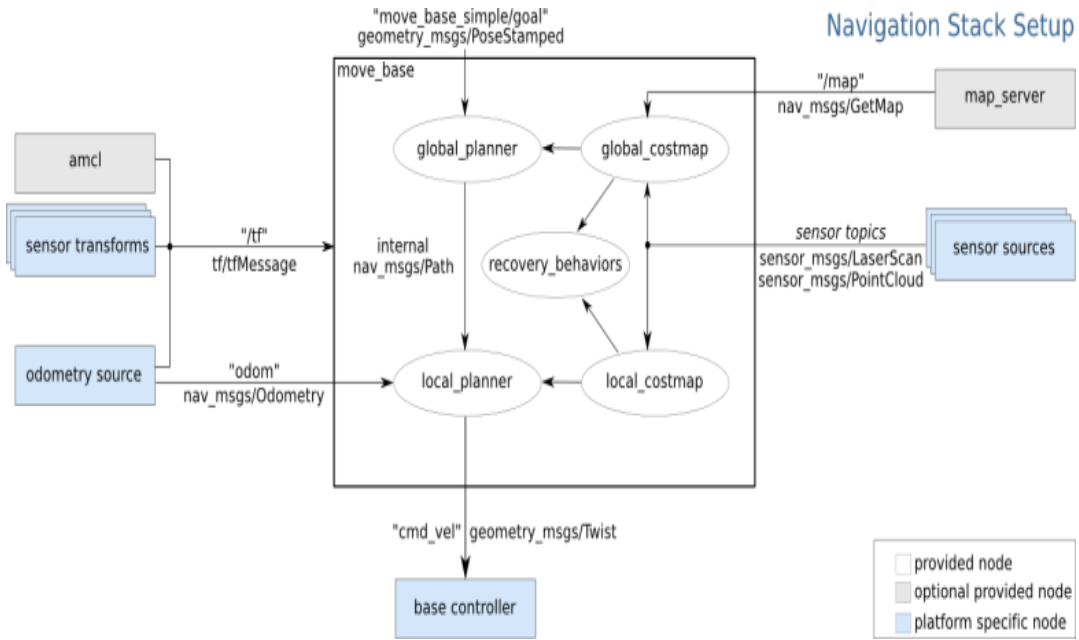 "move_base_simple/goal"
geometry_msgs/PoseStamped
Navigation Stack Setup
move_base
"/map"
nav_msgs/GetMap
map_server
amcl
global_planner
global_costmap
sensor transforms
"/tf"
tf/tfMessage
internal
nav_msgs/Path
recovery_behaviors
sensor topics
sensor_msgs/LaserScan
sensor_msgs/PointCloud
sensor sources
odometry source
"odom"
nav_msgs/Odometry
local_planner
local_costmap
"cmd_vel" geometry_msgs/Twist
base controller
provided node
optional provided node
platform specific node